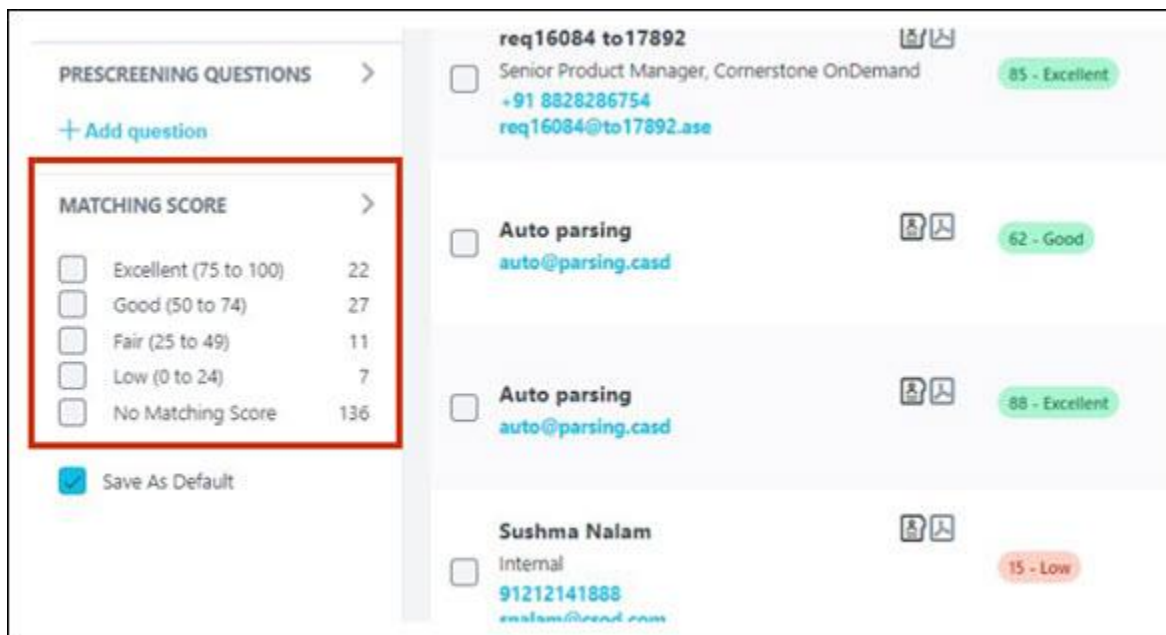 PRESCREENING QUESTIONS
+ Add question
MATCHING SCORE
Excellent (75 to 100) 22
Good (50 to 74) 27
Fair (25 to 49) 11
Low (0 to 24) 7
No Matching Score 136
Save As Default
req16084 to17892
Senior Product Manager, Cornerstone OnDemand
+91 8828286754
req16084@to17892.ase
85 - Excellent
Auto parsing
auto@parsing.casd
62 - Good
Auto parsing
auto@parsing.casd
88 - Excellent
Sushma Nalam
Internal
91212141888
snalam@csod.com
15 - Low